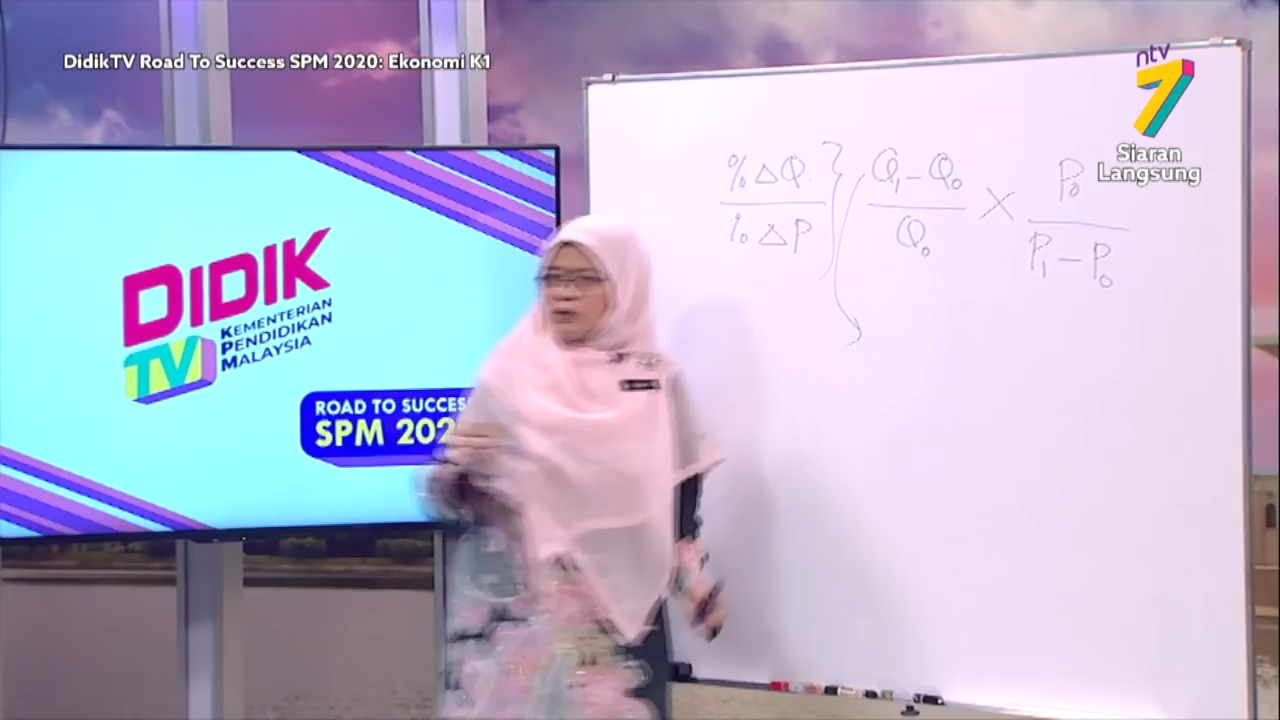 DidikTV Road To Success SPM 2020: Ekonomi K1
ntv
7
Siaran
Langsung
DIDIK
TV
KEMENTERIAN
PENDIDIKAN
MALAYSIA
ROAD TO SUCCES
SPM 202
%ΔQ
%ΔP
Q₁ - Q₀
Q₀
×
P₀
P₁ - P₀